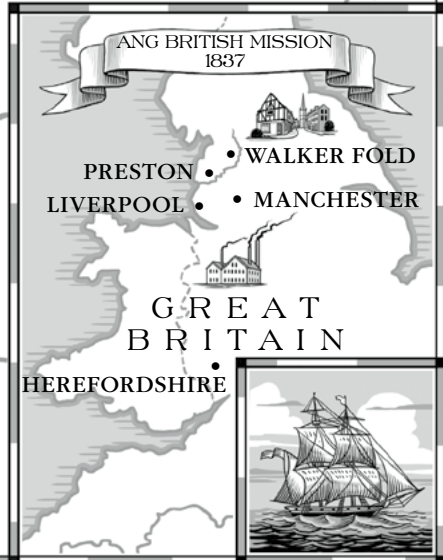 ANG BRITISH MISSION
1837
WALKER FOLD
PRESTON
LIVERPOOL
MANCHESTER
GREAT
BRITAIN
HEREFORDSHIRE